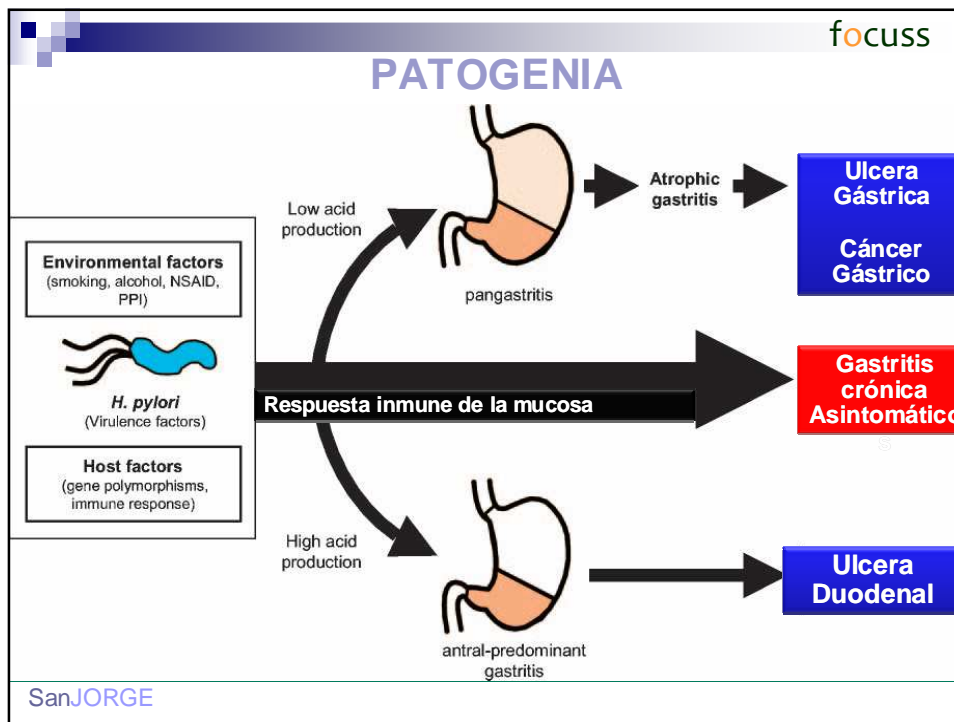 focuss
PATOGENIA
Low acid
production
pangastritis
Atrophic
gastritis
Ulcera
Gástrica
Cáncer
Gástrico
Environmental factors
(smoking, alcohol, NSAID,
PPI)
H. pylori
(Virulence factors)
Host factors
(gene polymorphisms,
immune response)
Respuesta inmune de la mucosa
Gastritis
crónica
Asintomático
s
High acid
production
antral-predominant
gastritis
Ulcera
Duodenal
SanJORGE